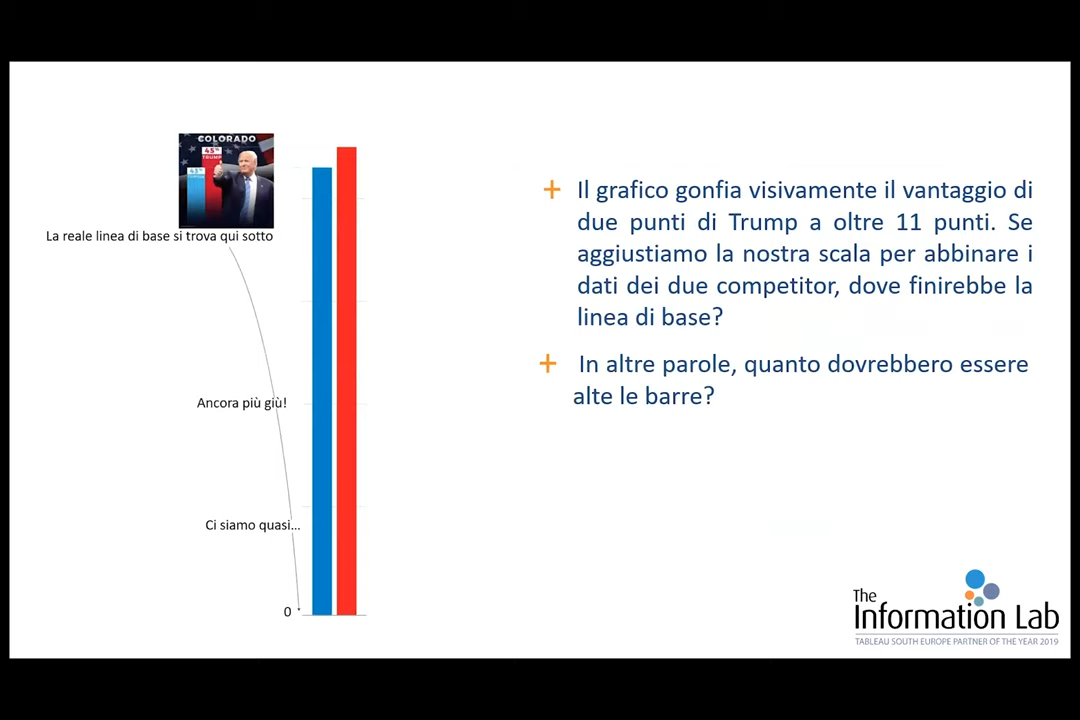 COLORADO
45%
TRUMP
43%
La reale linea di base si trova qui sotto
Ancora più giù!
Ci siamo quasi...
0
+ Il grafico gonfia visivamente il vantaggio di
due punti di Trump a oltre 11 punti. Se
aggiustiamo la nostra scala per abbinare i
dati dei due competitor, dove finirebbe la
linea di base?
+ In altre parole, quanto dovrebbero essere
alte le barre?
The
Information Lab
TABLEAU SOUTH EUROPE PARTNER OF THE YEAR 2019